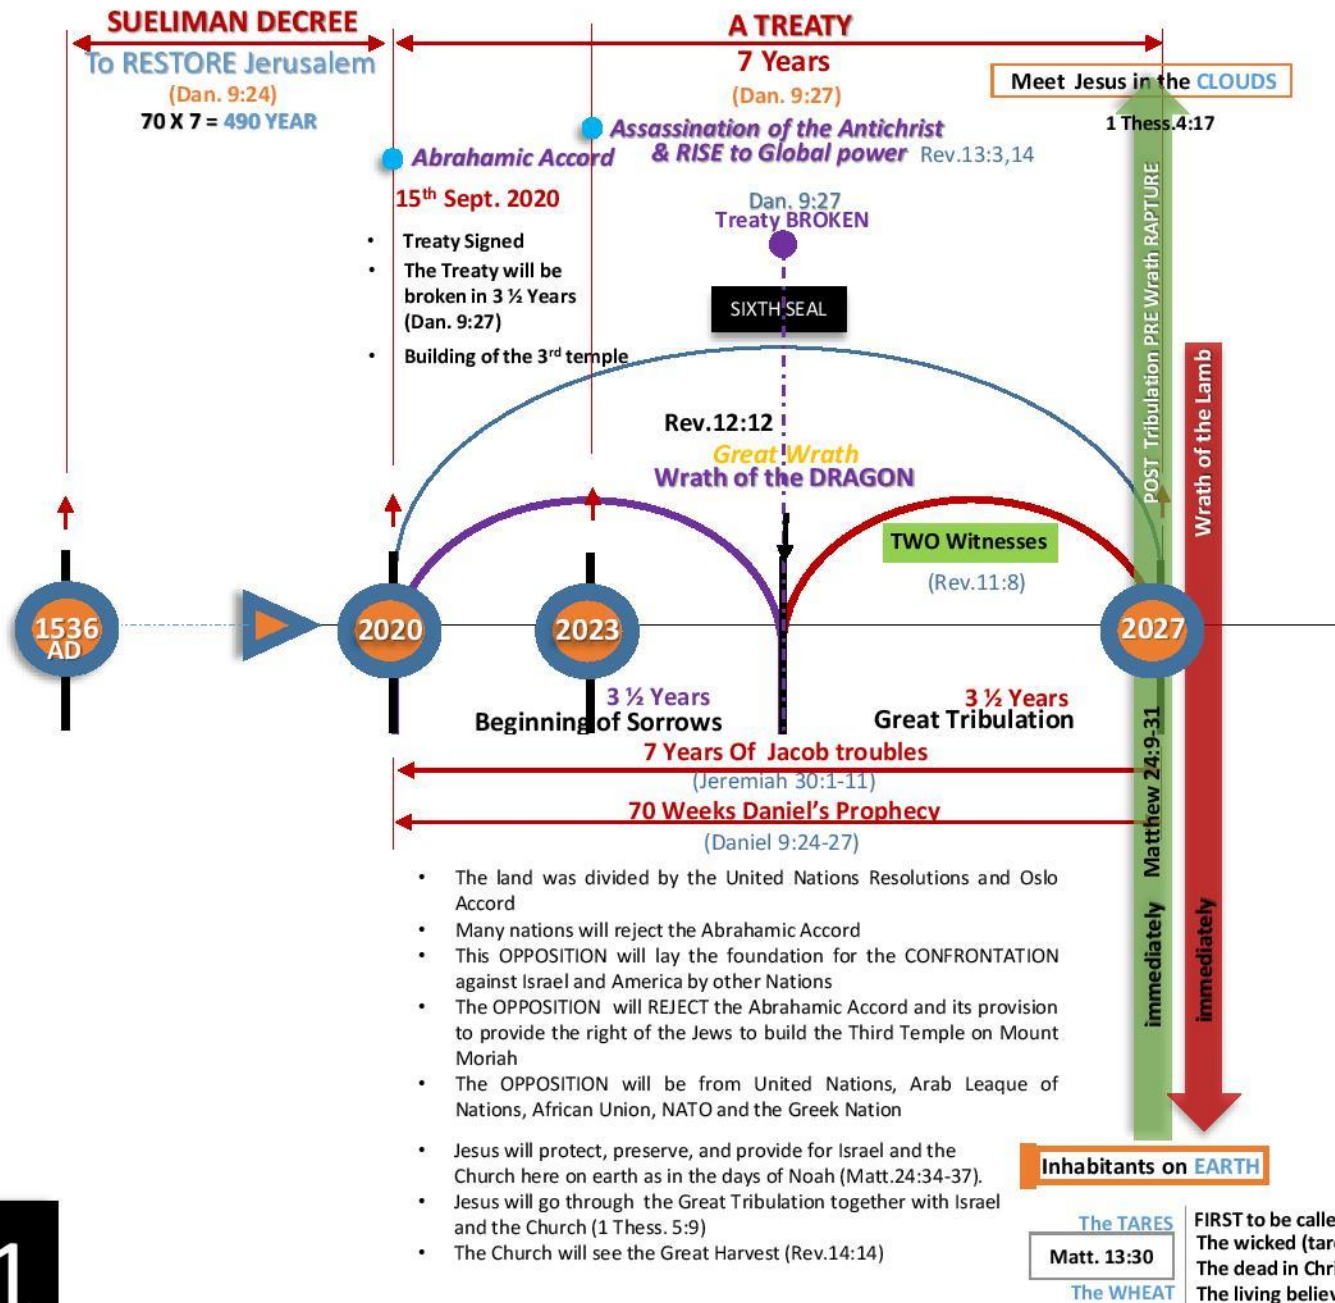 SUELIMAN DECREE
To RESTORE Jerusalem
(Dan. 9:24)
70 X 7 = 490 YEAR
A TREATY
7 Years
(Dan. 9:27)
Assassination of the Antichrist
& RISE to Global power Rev.13:3,14
Meet Jesus in the CLOUDS
1 Thess.4:17
Abrahamic Accord
15th Sept. 2020
• Treaty Signed
• The Treaty will be
broken in 3 ½ Years
(Dan. 9:27)
• Building of the 3rd temple
Dan. 9:27
Treaty BROKEN
SIXTH SEAL
Rev.12:12
Great Wrath
Wrath of the DRAGON
TWO Witnesses
(Rev.11:8)
POST Tribulation PRE Wrath RAPTURE
Wrath of the Lamb
1536
AD
2020
2023
2027
3 ½ Years
Beginning of Sorrows
3 ½ Years
Great Tribulation
7 Years Of Jacob troubles
(Jeremiah 30:1-11)
70 Weeks Daniel's Prophecy
(Daniel 9:24-27)
immediately Matthew 24:9-31
immediately
• The land was divided by the United Nations Resolutions and Oslo
Accord
• Many nations will reject the Abrahamic Accord
• This OPPOSITION will lay the foundation for the CONFRONTATION
against Israel and America by other Nations
• The OPPOSITION will REJECT the Abrahamic Accord and its provision
to provide the right of the Jews to build the Third Temple on Mount
Moriah
• The OPPOSITION will be from United Nations, Arab Leaque of
Nations, African Union, NATO and the Greek Nation
• Jesus will protect, preserve, and provide for Israel and the
Church here on earth as in the days of Noah (Matt.24:34-37).
• Jesus will go through the Great Tribulation together with Israel
and the Church (1 Thess. 5:9)
• The Church will see the Great Harvest (Rev.14:14)
Inhabitants on EARTH
The TARES
Matt. 13:30
The WHEAT
FIRST to be
The wicked
The dead in
The living
1